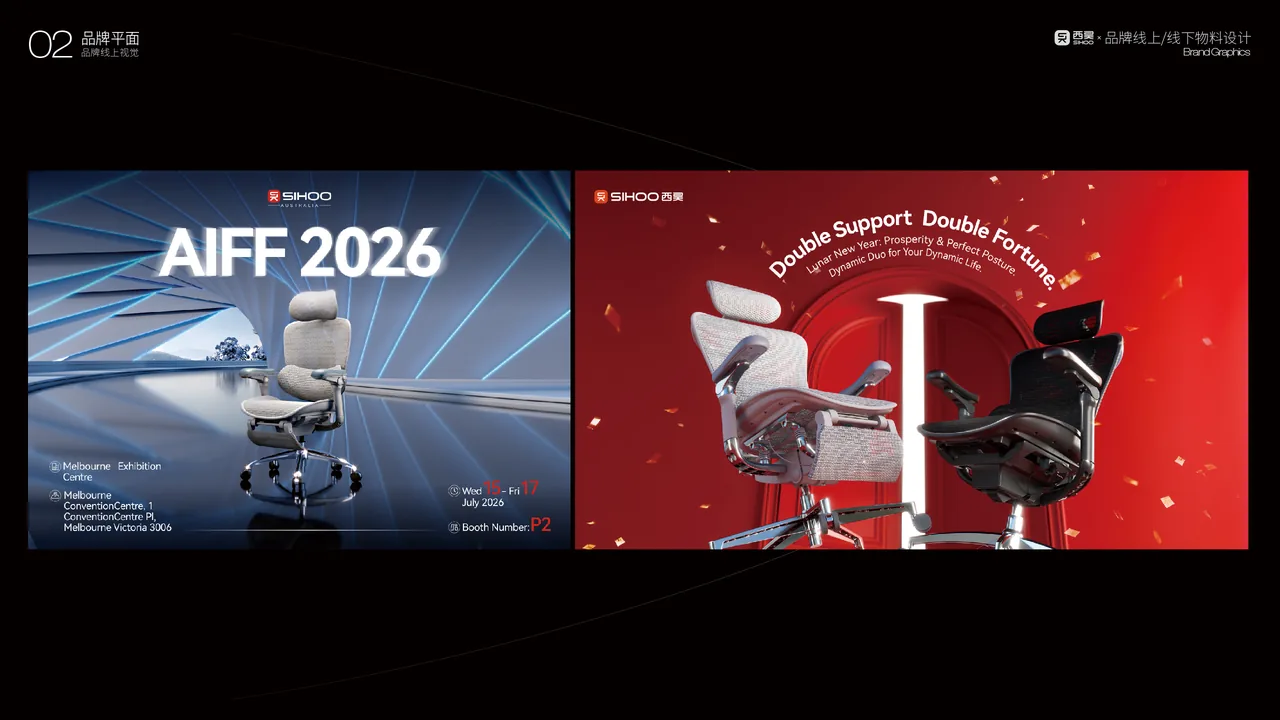 02
品牌平面
品牌线上视觉
西昊
SIHOO
× 品牌线上/线下物料设计
Brand Graphics
SIHOO
AUSTRALIA
AIFF 2026
Melbourne Exhibition
Centre
Melbourne
ConventionCentre, 1
ConventionCentre Pl,
Melbourne Victoria 3006
Wed 15 - Fri 17
July 2026
Booth Number: P2
SIHOO 西昊
Double Support Double Fortune.
Lunar New Year: Prosperity & Perfect Posture.
Dynamic Duo for Your Dynamic Life.